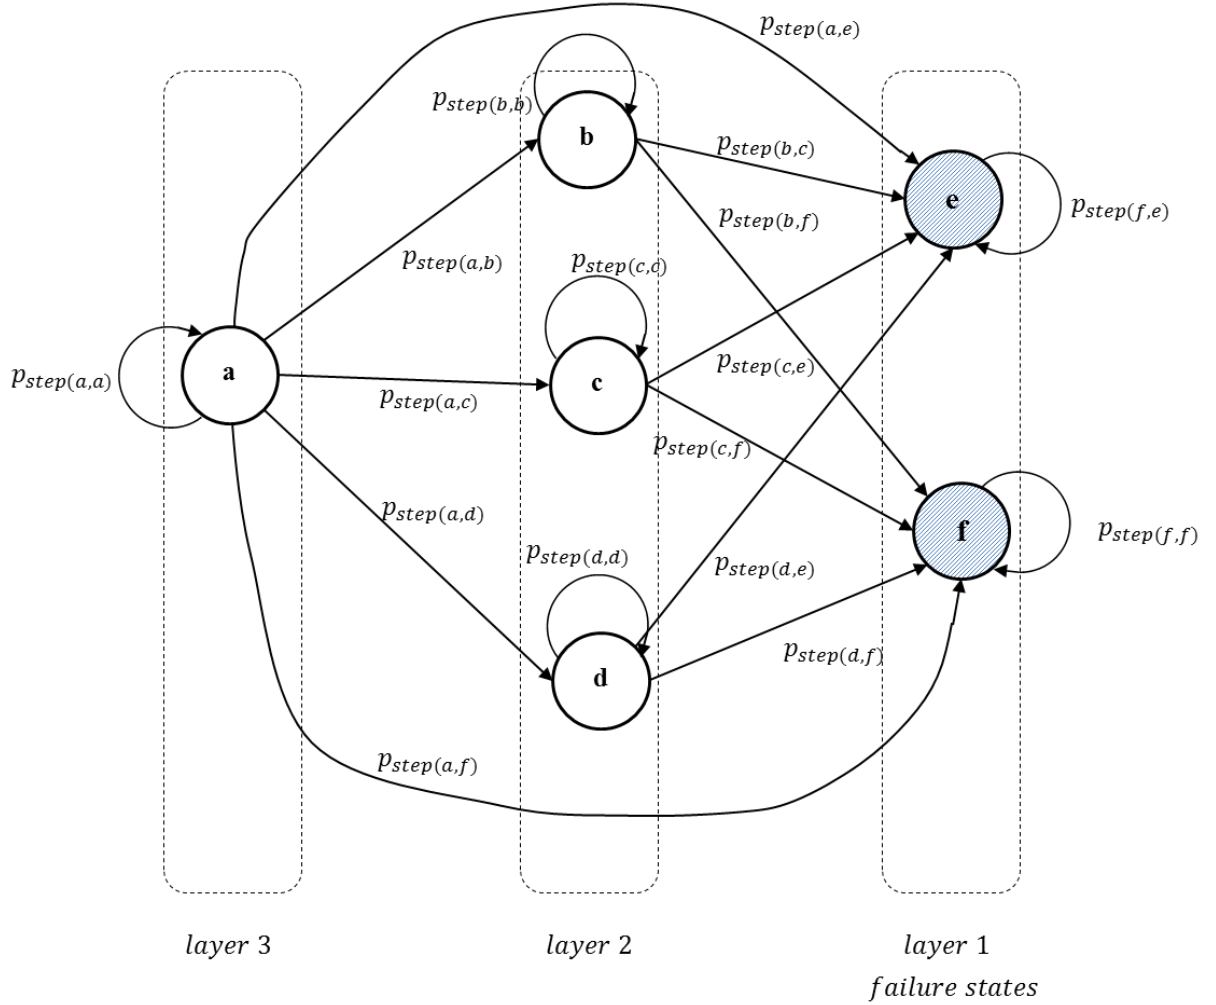 p_step(a,e)
p_step(b,b)
b
p_step(b,c)
e
p_step(f,e)
p_step(b,f)
p_step(a,b)
p_step(c,c)
a
p_step(a,a)
c
p_step(c,e)
p_step(a,c)
p_step(c,f)
p_step(a,d)
f
p_step(f,f)
p_step(d,d)
p_step(d,e)
d
p_step(d,f)
p_step(a,f)
layer 3
layer 2
layer 1
failure states